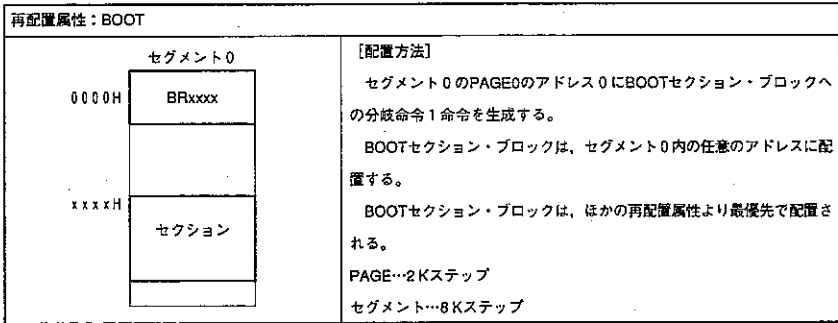 再配置属性：BOOT
セグメント0
0000H
BRxxxx
xxxxH
セクション
［配置方法］
セグメント0のPAGE0のアドレス0にBOOTセクション・ブロックへ
の分岐命令1命令を生成する。
BOOTセクション・ブロックは，セグメント0内の任意のアドレスに配
置する。
BOOTセクション・ブロックは，ほかの再配置属性より最優先で配置さ
れる。
PAGE…2Kステップ
セグメント…8Kステップ